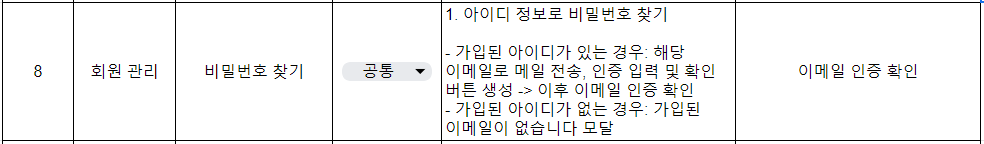 8
회원 관리
비밀번호 찾기
공통
1. 아이디 정보로 비밀번호 찾기
- 가입된 아이디가 있는 경우: 해당
이메일로 메일 전송, 인증 입력 및 확인
버튼 생성 -> 이후 이메일 인증 확인
- 가입된 아이디가 없는 경우: 가입된
이메일이 없습니다 모달
이메일 인증 확인